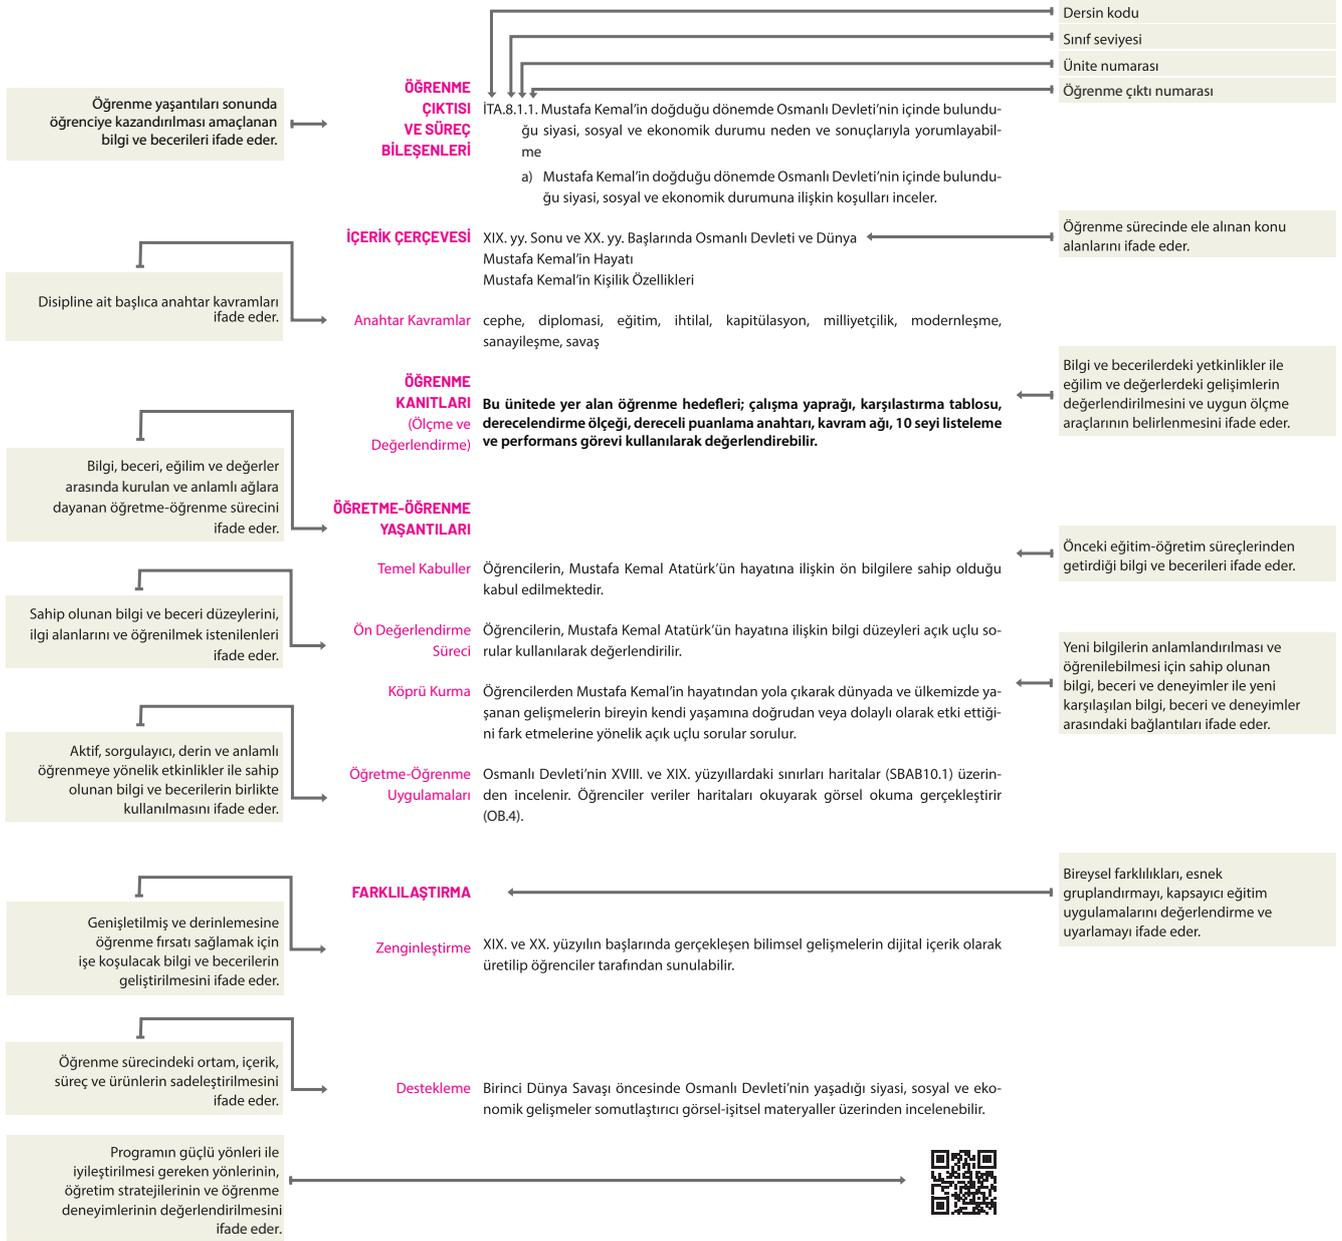 Dersin kodu
Sınıf seviyesi
Ünite numarası
Öğrenme çıktı numarası
Öğrenme yaşantıları sonunda
öğrenciye kazandırılması amaçlanan
bilgi ve becerileri ifade eder.
ÖĞRENME
ÇIKTISI
VE SÜREÇ
BİLEŞENLERİ
İTA.8.1.1. Mustafa Kemal’in doğduğu dönemde Osmanlı Devleti’nin içinde bulundu-
ğu siyasi, sosyal ve ekonomik durumu neden ve sonuçlarıyla yorumlayabil-
me
a) Mustafa Kemal’in doğduğu dönemde Osmanlı Devleti’nin içinde bulundu-
ğu siyasi, sosyal ve ekonomik durumuna ilişkin koşulları inceler.
İÇERİK ÇERÇEVESİ
XIX. yy. Sonu ve XX. yy. Başlarında Osmanlı Devleti ve Dünya
Mustafa Kemal’in Hayatı
Mustafa Kemal’in Kişilik Özellikleri
Öğrenme sürecinde ele alınan konu
alanlarını ifade eder.
Disipline ait başlıca anahtar kavramları
ifade eder.
Anahtar Kavramlar
cephe, diplomasi, eğitim, ihtilal, kapitülasyon, milliyetçilik, modernleşme,
sanayileşme, savaş
ÖĞRENME
KANITLARI
(Ölçme ve
Değerlendirme)
Bu ünitede yer alan öğrenme hedefleri; çalışma yaprağı, karşılastırma tablosu,
derecelendirme ölçeği, dereceli puanlama anahtarı, kavram ağı, 10 seyi listeleme
ve performans görevi kullanılarak değerlendirebilir.
Bilgi ve becerilerdeki yetkinlikler ile
eğilim ve değerlerdeki gelişimlerin
değerlendirilmesini ve uygun ölçme
araçlarının belirlenmesini ifade eder.
Bilgi, beceri, eğilim ve değerler
arasında kurulan ve anlamlı ağlara
dayanan öğretme-öğrenme sürecini
ifade eder.
ÖĞRETME-ÖĞRENME
YAŞANTILARI
Temel Kabuller
Öğrencilerin, Mustafa Kemal Atatürk’ün hayatına ilişkin ön bilgilere sahip olduğu
kabul edilmektedir.
Önceki eğitim-öğretim süreçlerinden
getirdiği bilgi ve becerileri ifade eder.
Sahip olunan bilgi ve beceri düzeylerini,
ilgi alanlarını ve öğrenilmek istenilenleri
ifade eder.
Ön Değerlendirme
Süreci
Öğrencilerin, Mustafa Kemal Atatürk’ün hayatına ilişkin bilgi düzeyleri açık uçlu so-
rular kullanılarak değerlendirilir.
Köprü Kurma
Öğrencilerden Mustafa Kemal’in hayatından yola çıkarak dünyada ve ülkemizde ya-
şanan gelişmelerin bireyin kendi yaşamına doğrudan veya dolaylı olarak etki ettiği-
ni fark etmelerine yönelik açık uçlu sorular sorulur.
Yeni bilgilerin anlamlandırılması ve
öğrenilebilmesi için sahip olunan
bilgi, beceri ve deneyimler ile yeni
karşılaşılan bilgi, beceri ve deneyimler
arasındaki bağlantıları ifade eder.
Aktif, sorgulayıcı, derin ve anlamlı
öğrenmeye yönelik etkinlikler ile sahip
olunan bilgi ve becerilerin birlikte
kullanılmasını ifade eder.
Öğretme-Öğrenme
Uygulamaları
Osmanlı Devleti’nin XVIII. ve XIX. yüzyıllardaki sınırları haritalar (SBAB10.1) üzerin-
den incelenir. Öğrenciler veriler haritaları okuyarak görsel okuma gerçekleştirir
(OB.4).
FARKLILAŞTIRMA
Bireysel farklılıkları, esnek
gruplandırmayı, kapsayıcı eğitim
uygulamalarını değerlendirme ve
uyarlamayı ifade eder.
Genişletilmiş ve derinlemesine
öğrenme fırsatı sağlamak için
işe koşulacak bilgi ve becerilerin
geliştirilmesini ifade eder.
Zenginleştirme
XIX. ve XX. yüzyılın başlarında gerçekleşen bilimsel gelişmelerin dijital içerik olarak
üretilip öğrenciler tarafından sunulabilir.
Öğrenme sürecindeki ortam, içerik,
süreç ve ürünlerin sadeleştirilmesini
ifade eder.
Destekleme
Birinci Dünya Savaşı öncesinde Osmanlı Devleti’nin yaşadığı siyasi, sosyal ve eko-
nomik gelişmeler somutlaştırıcı görsel-işitsel materyaller üzerinden incelenebilir.
Programın güçlü yönleri ile
iyileştirilmesi gereken yönlerinin,
öğretim stratejilerinin ve öğrenme
deneyimlerinin değerlendirilmesini
ifade eder.